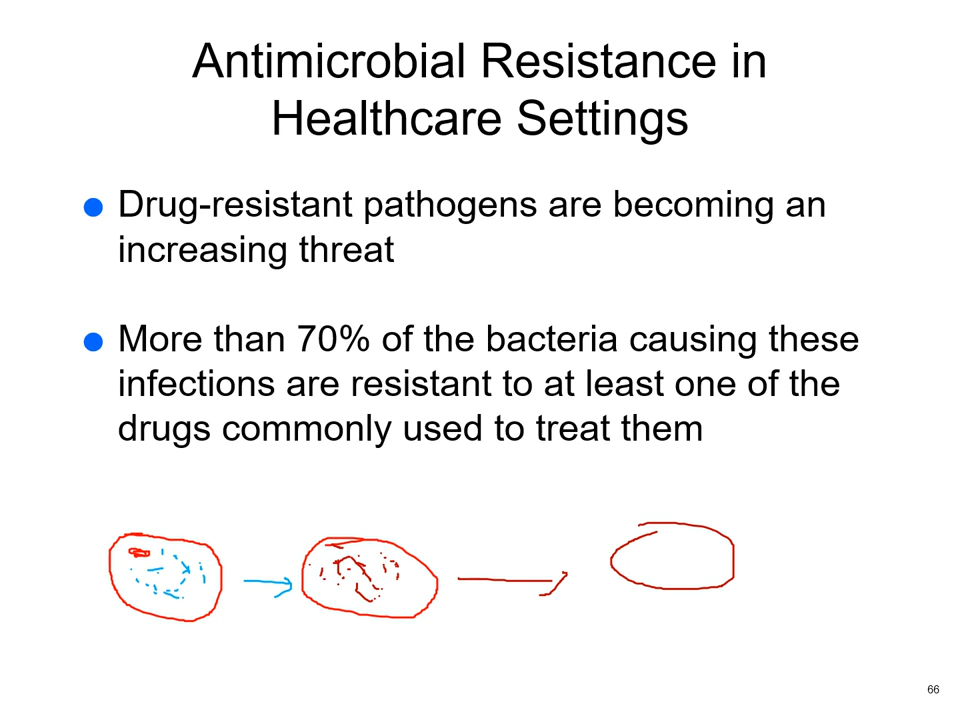 Antimicrobial Resistance in
Healthcare Settings
Drug-resistant pathogens are becoming an
increasing threat
More than 70% of the bacteria causing these
infections are resistant to at least one of the
drugs commonly used to treat them
66